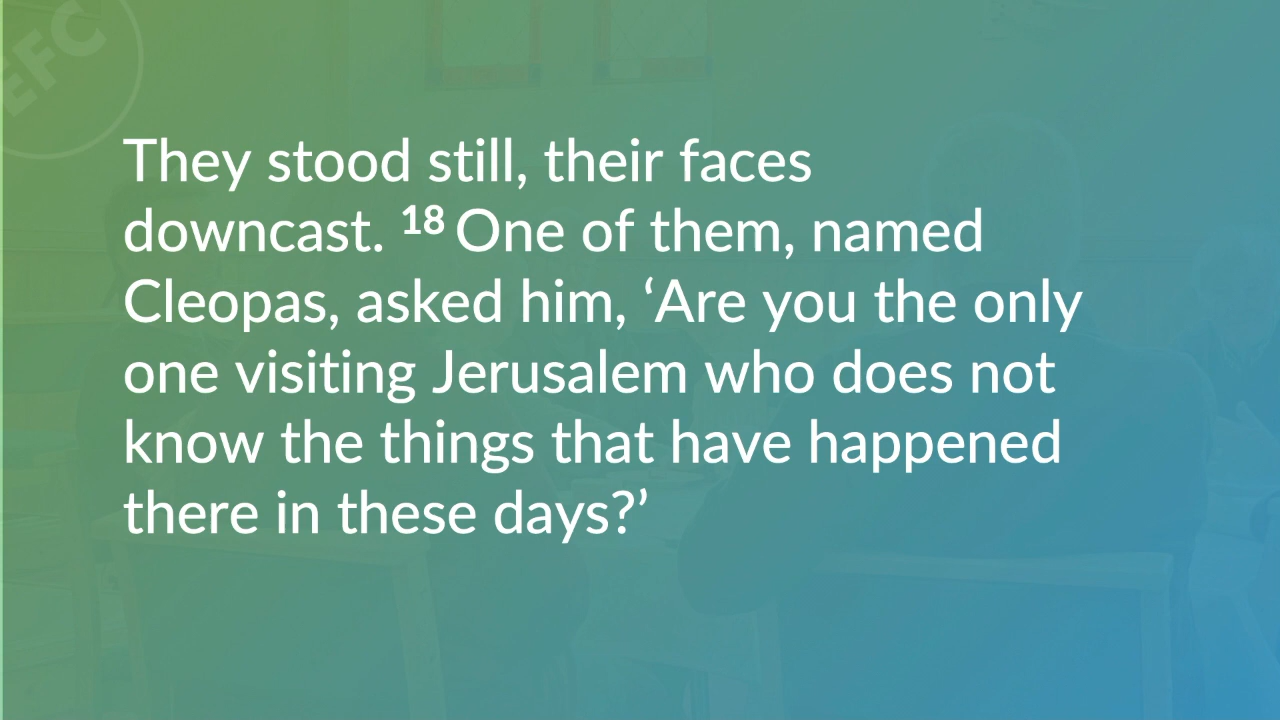 EFC
They stood still, their faces
downcast. 18 One of them, named
Cleopas, asked him, ‘Are you the only
one visiting Jerusalem who does not
know the things that have happened
there in these days?’